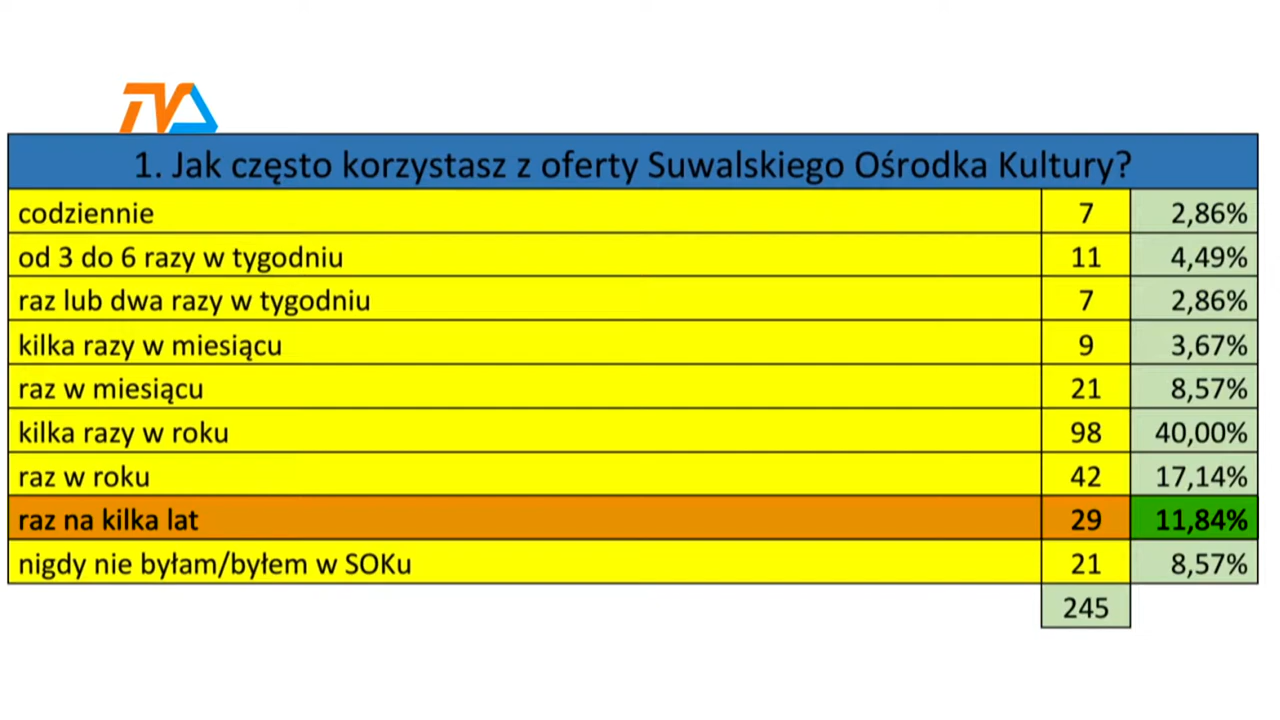 TVA
1. Jak często korzystasz z oferty Suwalskiego Ośrodka Kultury?
codziennie 7 2,86%
od 3 do 6 razy w tygodniu 11 4,49%
raz lub dwa razy w tygodniu 7 2,86%
kilka razy w miesiącu 9 3,67%
raz w miesiącu 21 8,57%
kilka razy w roku 98 40,00%
raz w roku 42 17,14%
raz na kilka lat 29 11,84%
nigdy nie byłam/byłem w SOKu 21 8,57%
245